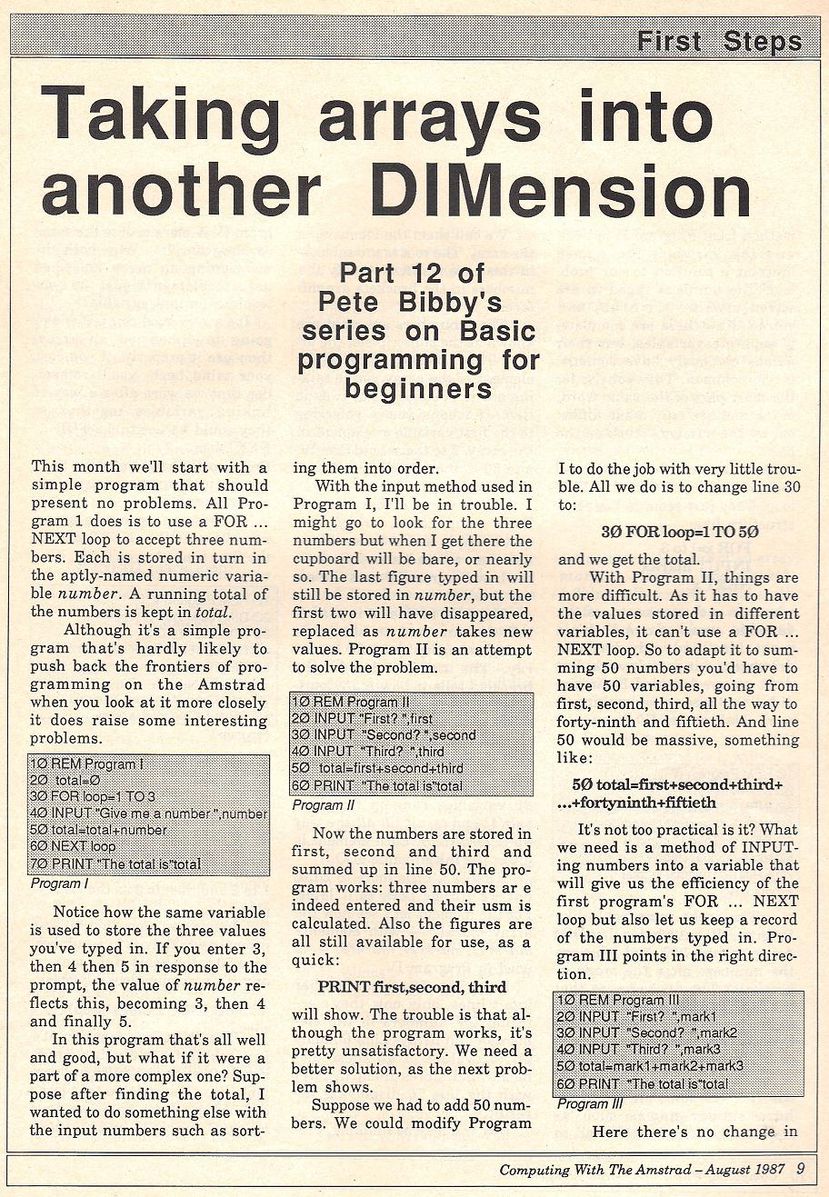 First Steps
Taking arrays into
another DIMension
Part 12 of
Pete Bibby's
series on Basic
programming for
beginners
This month we'll start with a
simple program that should
present no problems. All Pro-
gram 1 does is to use a FOR ...
NEXT loop to accept three num-
bers. Each is stored in turn in
the aptly-named numeric varia-
ble number. A running total of
the numbers is kept in total.
Although it's a simple pro-
gram that's hardly likely to
push back the frontiers of pro-
gramming on the Amstrad
when you look at it more closely
it does raise some interesting
problems.
1Ø REM Program I
2Ø total=Ø
3Ø FOR loop=1 TO 3
4Ø INPUT "Give me a number ",number
5Ø total=total+number
6Ø NEXT loop
7Ø PRINT "The total is"total
Program I
Notice how the same variable
is used to store the three values
you've typed in. If you enter 3,
then 4 then 5 in response to the
prompt, the value of number re-
flects this, becoming 3, then 4
and finally 5.
In this program that's all well
and good, but what if it were a
part of a more complex one? Sup-
pose after finding the total, I
wanted to do something else with
the input numbers such as sort-
ing them into order.
With the input method used in
Program I, I'll be in trouble. I
might go to look for the three
numbers but when I get there the
cupboard will be bare, or nearly
so. The last figure typed in will
still be stored in number, but the
first two will have disappeared,
replaced as number takes new
values. Program II is an attempt
to solve the problem.
1Ø REM Program II
2Ø INPUT "First? ",first
3Ø INPUT "Second? ",second
4Ø INPUT "Third? ",third
5Ø total=first+second+third
6Ø PRINT "The total is"total
Program II
Now the numbers are stored in
first, second and third and
summed up in line 50. The pro-
gram works: three numbers ar e
indeed entered and their usm is
calculated. Also the figures are
all still available for use, as a
quick:
PRINT first,second, third
will show. The trouble is that al-
though the program works, it's
pretty unsatisfactory. We need a
better solution, as the next prob-
lem shows.
Suppose we had to add 50 num-
bers. We could modify Program
I to do the job with very little trou-
ble. All we do is to change line 30
to:
3Ø FOR loop=1 TO 5Ø
and we get the total.
With Program II, things are
more difficult. As it has to have
the values stored in different
variables, it can't use a FOR ...
NEXT loop. So to adapt it to sum-
ming 50 numbers you'd have to
have 50 variables, going from
first, second, third, all the way to
forty-ninth and fiftieth. And line
50 would be massive, something
like:
5Ø total=first+second+third+
...+fortyninth+fiftieth
It's not too practical is it? What
we need is a method of INPUT-
ing numbers into a variable that
will give us the efficiency of the
first program's FOR ... NEXT
loop but also let us keep a record
of the numbers typed in. Pro-
gram III points in the right direc-
tion.
1Ø REM Program III
2Ø INPUT "First? ",mark1
3Ø INPUT "Second? ",mark2
4Ø INPUT "Third? ",mark3
5Ø total=mark1+mark2+mark3
6Ø PRINT "The total is"total
Program III
Here there's no change in
Computing With The Amstrad – August 1987 9